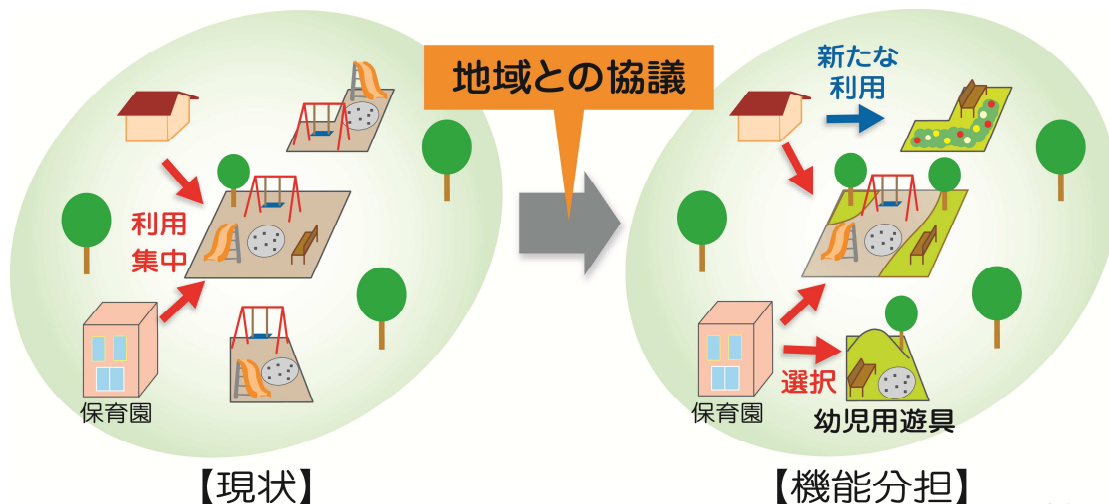 地域との協議
利用
集中
保育園
【現状】
新たな
利用
選択
保育園
幼児用遊具
【機能分担】